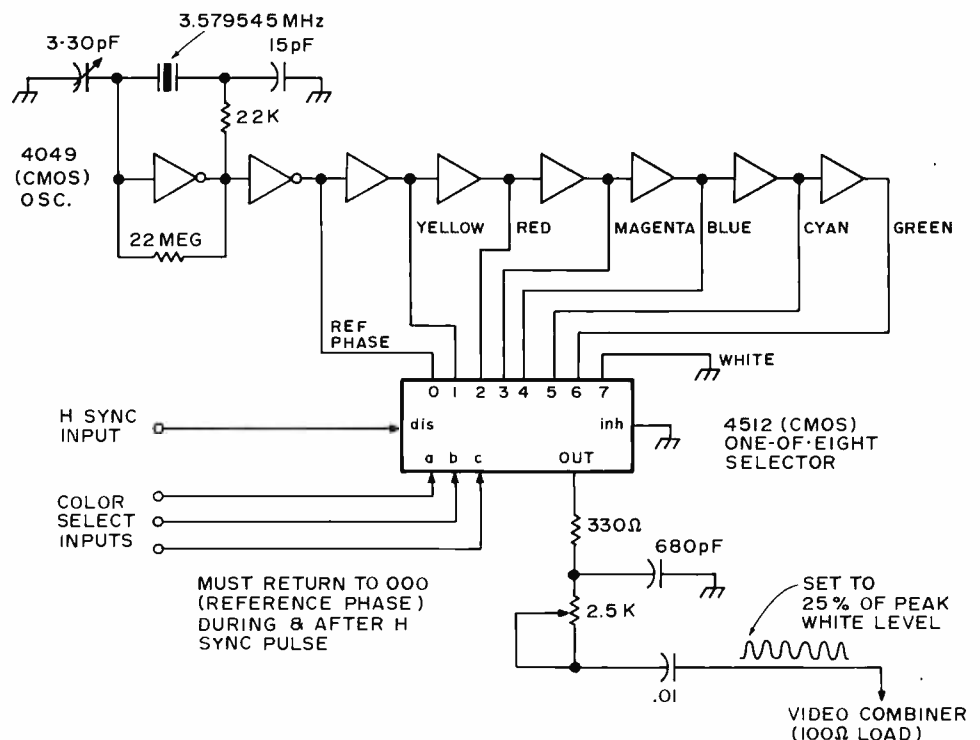 3.579545 MHz
3-30pF
15pF
22K
4049
(CMOS)
OSC.
22 MEG
YELLOW
RED
MAGENTA
BLUE
CYAN
GREEN
REF
PHASE
WHITE
0 1 2 3 4 5 6 7
H SYNC
INPUT
dis
inh
4512 (CMOS)
ONE-OF-EIGHT
SELECTOR
a b c
OUT
COLOR
SELECT
INPUTS
330Ω
680pF
MUST RETURN TO 000
(REFERENCE PHASE)
DURING & AFTER H
SYNC PULSE
2.5 K
SET TO
25% OF PEAK
WHITE LEVEL
.01
VIDEO COMBINER
(100Ω LOAD)